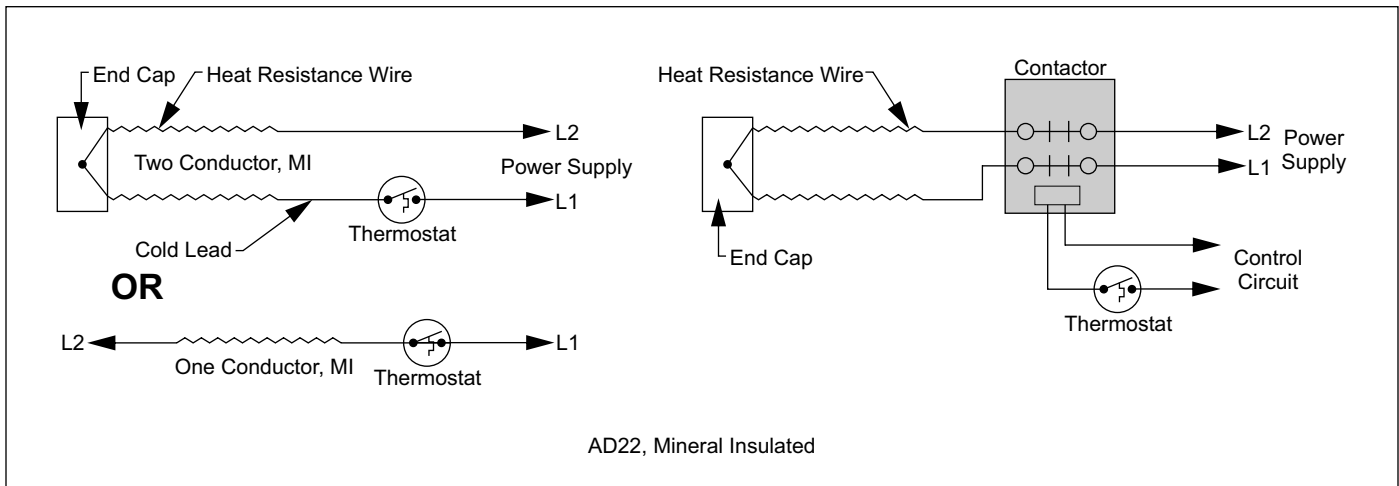 End Cap
Heat Resistance Wire
L2
Two Conductor, MI
Power Supply
L1
Thermostat
Cold Lead
OR
L2
L1
One Conductor, MI
Thermostat
Heat Resistance Wire
Contactor
L2
Power
Supply
L1
End Cap
Control
Circuit
Thermostat
AD22, Mineral Insulated